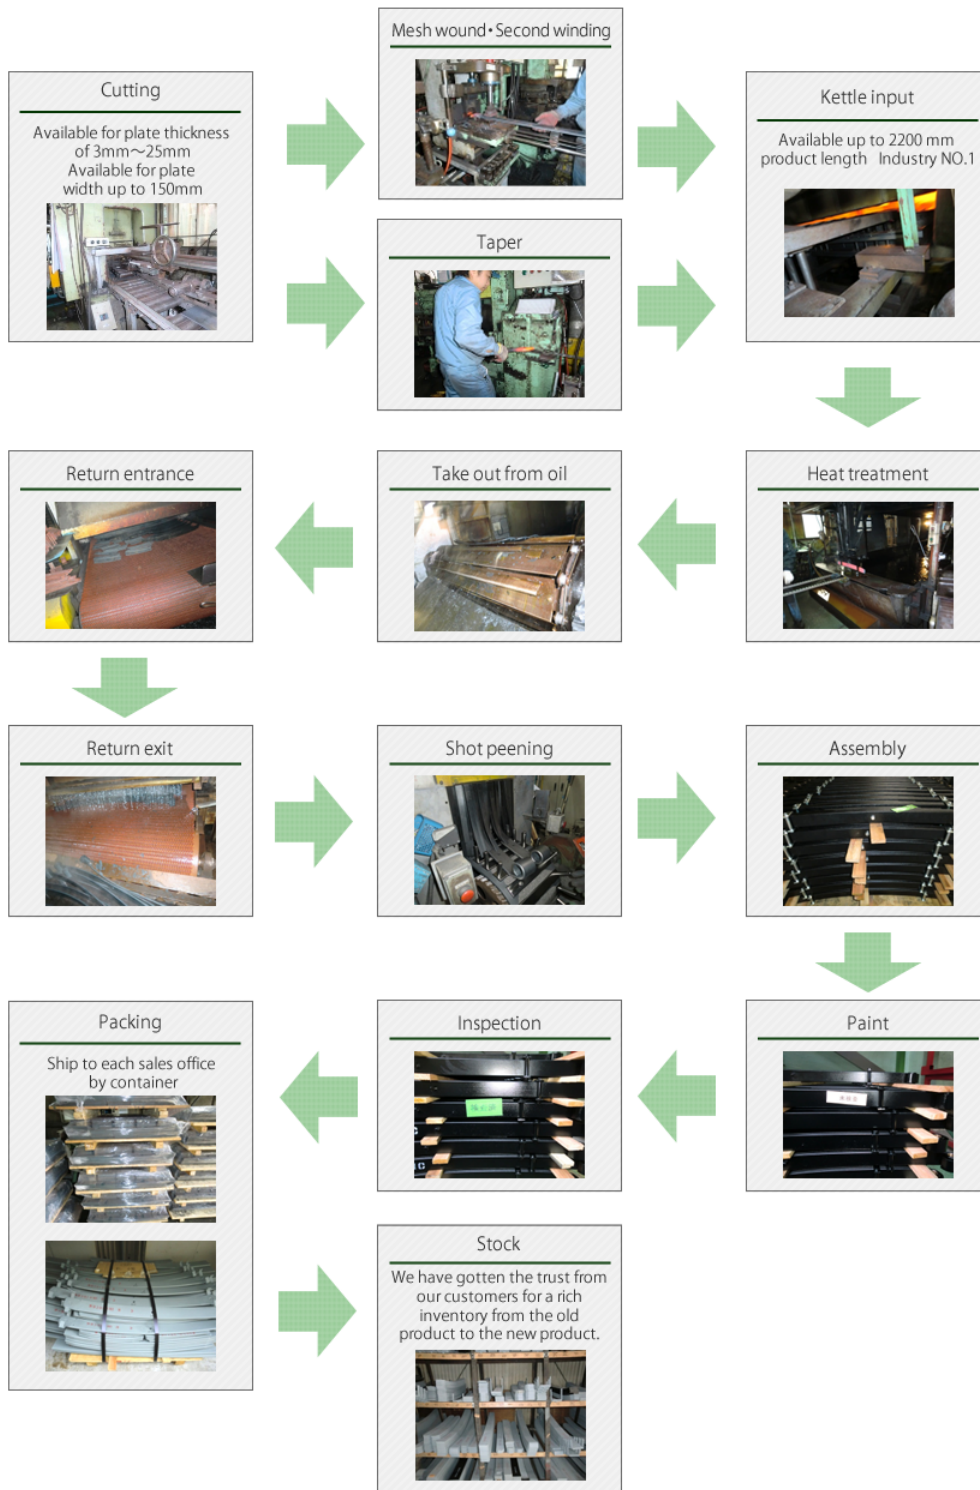 Mesh wound・Second winding
Cutting
Available for plate thickness
of 3mm～25mm
Available for plate
width up to 150mm
Kettle input
Available up to 2200 mm
product length Industry NO.1
Taper
Return entrance
Take out from oil
Heat treatment
Return exit
Shot peening
Assembly
Packing
Ship to each sales office
by container
Inspection
Paint
Stock
We have gotten the trust from
our customers for a rich
inventory from the old
product to the new product.